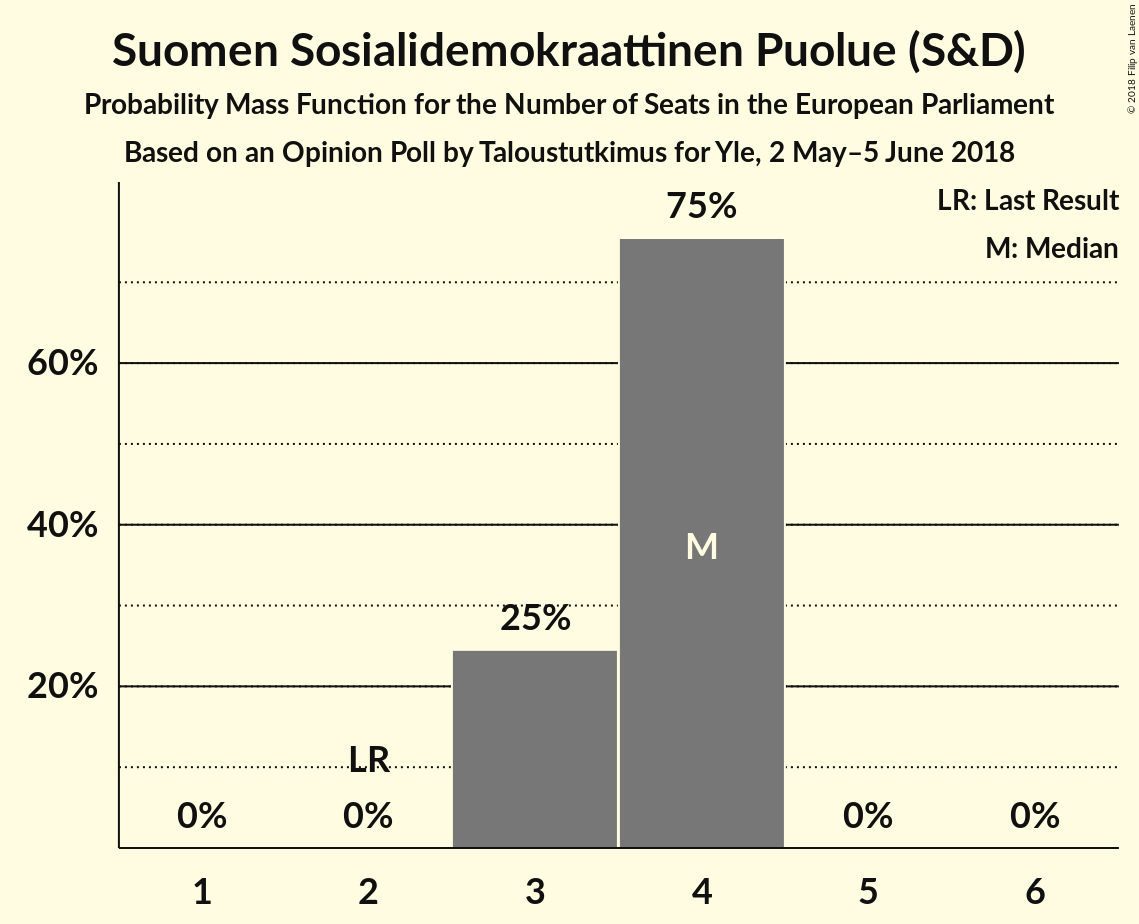 Suomen Sosialidemokraattinen Puolue (S&D)
Probability Mass Function for the Number of Seats in the European Parliament
Based on an Opinion Poll by Taloustutkimus for Yle, 2 May–5 June 2018
© 2018 Filip van Laenen
LR: Last Result
M: Median
75%
60%
40%
M
25%
20%
LR
0%
0%
0%
0%
1
2
3
4
5
6